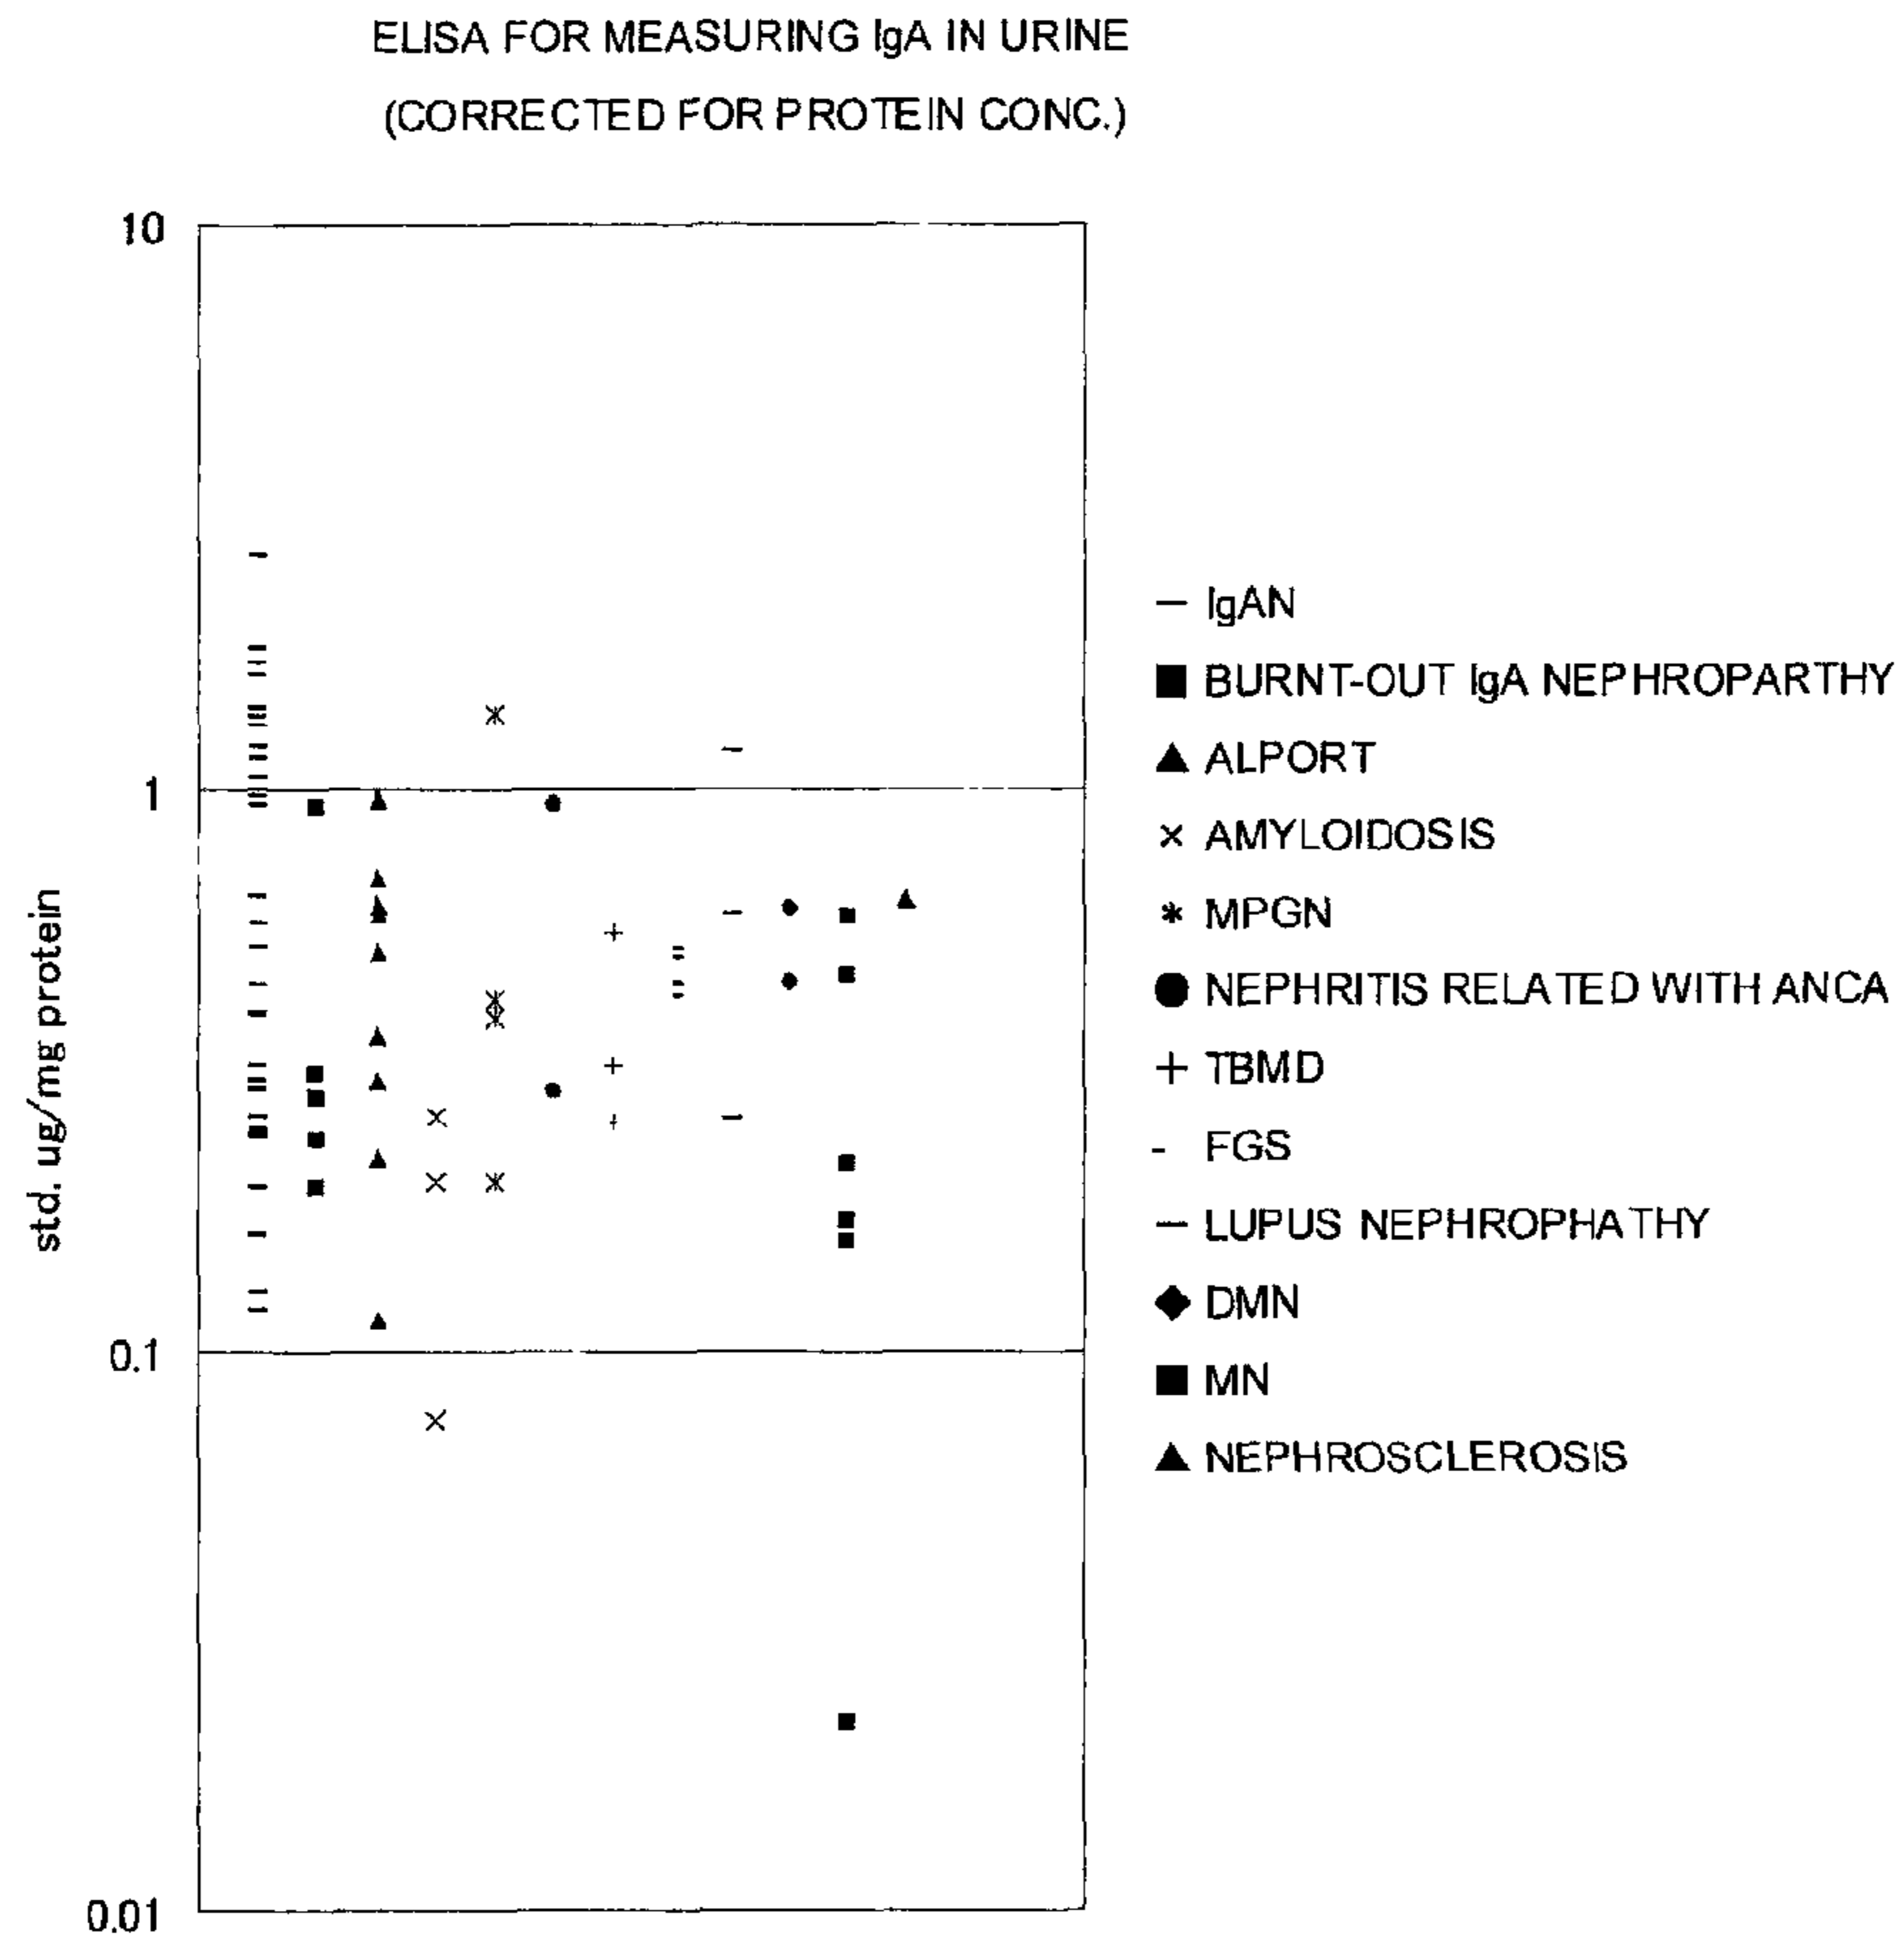 ELISA FOR MEASURING IgA IN URINE
(CORRECTED FOR PROTEIN CONC.)
10
1
0.1
0.01
std. ug/mg protein
IgAN
BURNT-OUT IgA NEPHROPARTHY
ALPORT
AMYLOIDOSIS
MPGN
NEPHRITIS RELATED WITH ANCA
TBMD
FGS
LUPUS NEPHROPHATHY
DMN
MN
NEPHROSCLEROSIS